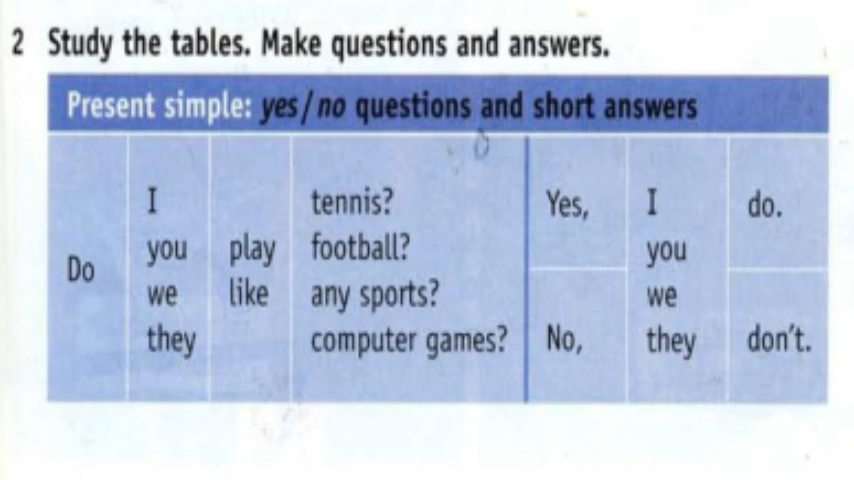 2 Study the tables. Make questions and answers.
Present simple: yes/no questions and short answers
I tennis? Yes, I do.
you play football? you
Do
we like any sports? we
they computer games? No, they don't.